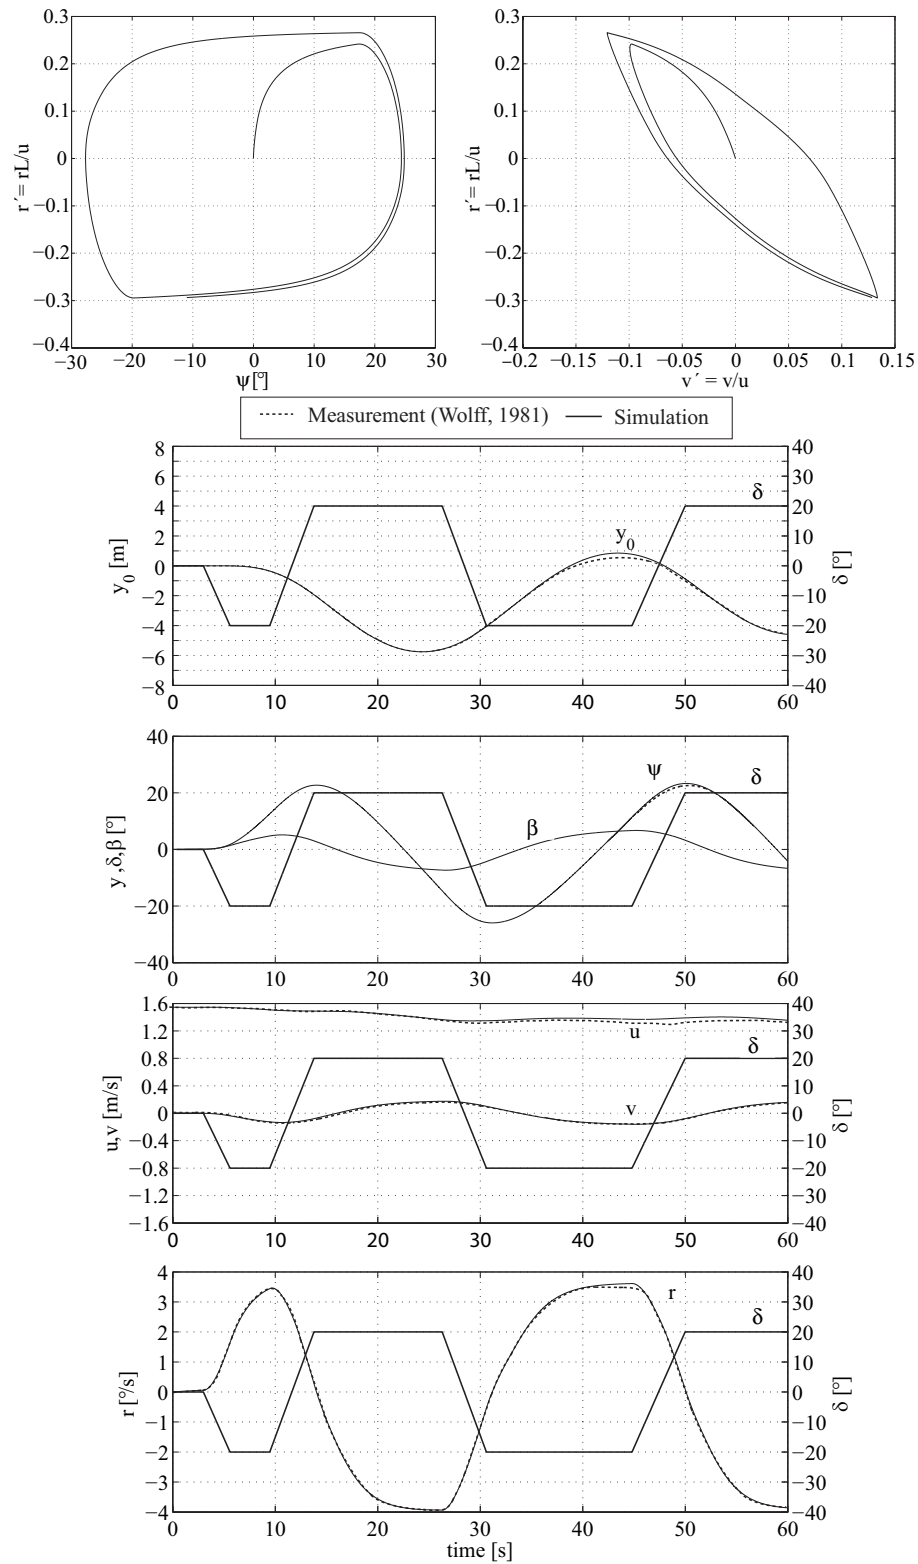 0.3
0.2
0.1
0
−0.1
−0.2
−0.3
−0.4
r´= rL/u
−30 −20 −10 0 10 20 30
ψ[°]
0.3
0.2
0.1
0
−0.1
−0.2
−0.3
−0.4
r´= rL/u
−0.2 −0.15 −0.1 −0.05 0 0.05 0.1 0.15
v´ = v/u
Measurement (Wolff, 1981) Simulation
8
6
4
2
0
−2
−4
−6
−8
y₀ [m]
40
30
20
10
0
−10
−20
−30
−40
δ [°]
δ
y₀
0 10 20 30 40 50 60
40
20
0
−20
−40
y ,δ,β [°]
ψ
δ
β
0 10 20 30 40 50 60
1.6
1.2
0.8
0.4
0
−0.4
−0.8
−1.2
−1.6
u,v [m/s]
40
30
20
10
0
−10
−20
−30
−40
δ [°]
u
δ
v
0 10 20 30 40 50 60
4
3
2
1
0
−1
−2
−3
−4
r [°/s]
40
30
20
10
0
−10
−20
−30
−40
δ [°]
r
δ
0 10 20 30 40 50 60
time [s]